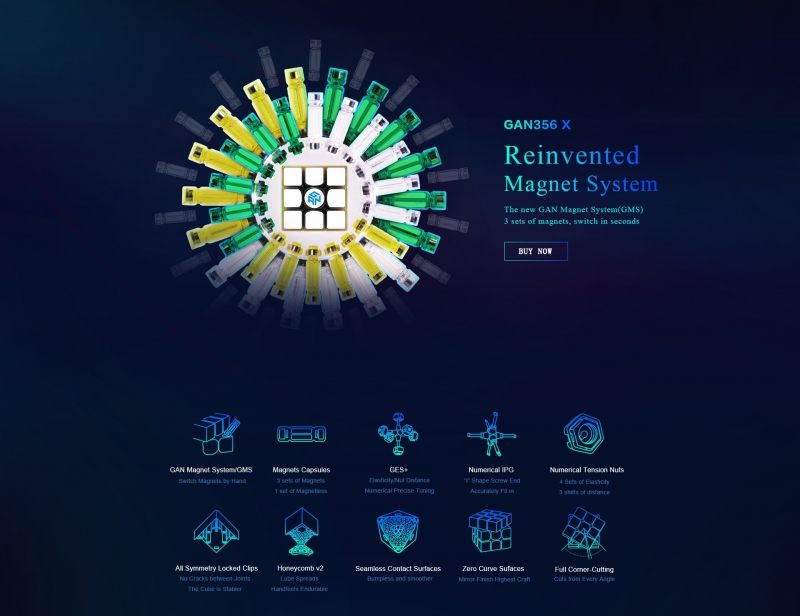 GAN356 X
Reinvented
Magnet System
The new GAN Magnet System(GMS)
3 sets of magnets, switch in seconds
BUY NOW
GAN
GAN Magnet System/GMS
Switch Magnets by Hand
Magnets Capsules
3 sets of Magnets
1 set of Magnetless
GES+
Elasticity/Nut Distance
Numerical Precise Tuning
Numerical IPG
"I" Shape Screw End
Accurately Fit in
Numerical Tension Nuts
4 Sets of Elasticity
3 shifts of distance
All Symmetry Locked Clips
No Cracks between Joints
The Cube is Stabler
Honeycomb v2
Lube Spreads
Handfuels Endurable
Seamless Contact Surfaces
Bumpless and smoother
Zero Curve Sufaces
Mirror-Finish Highest Craft
Full Corner-Cutting
Cuts from Every Angle